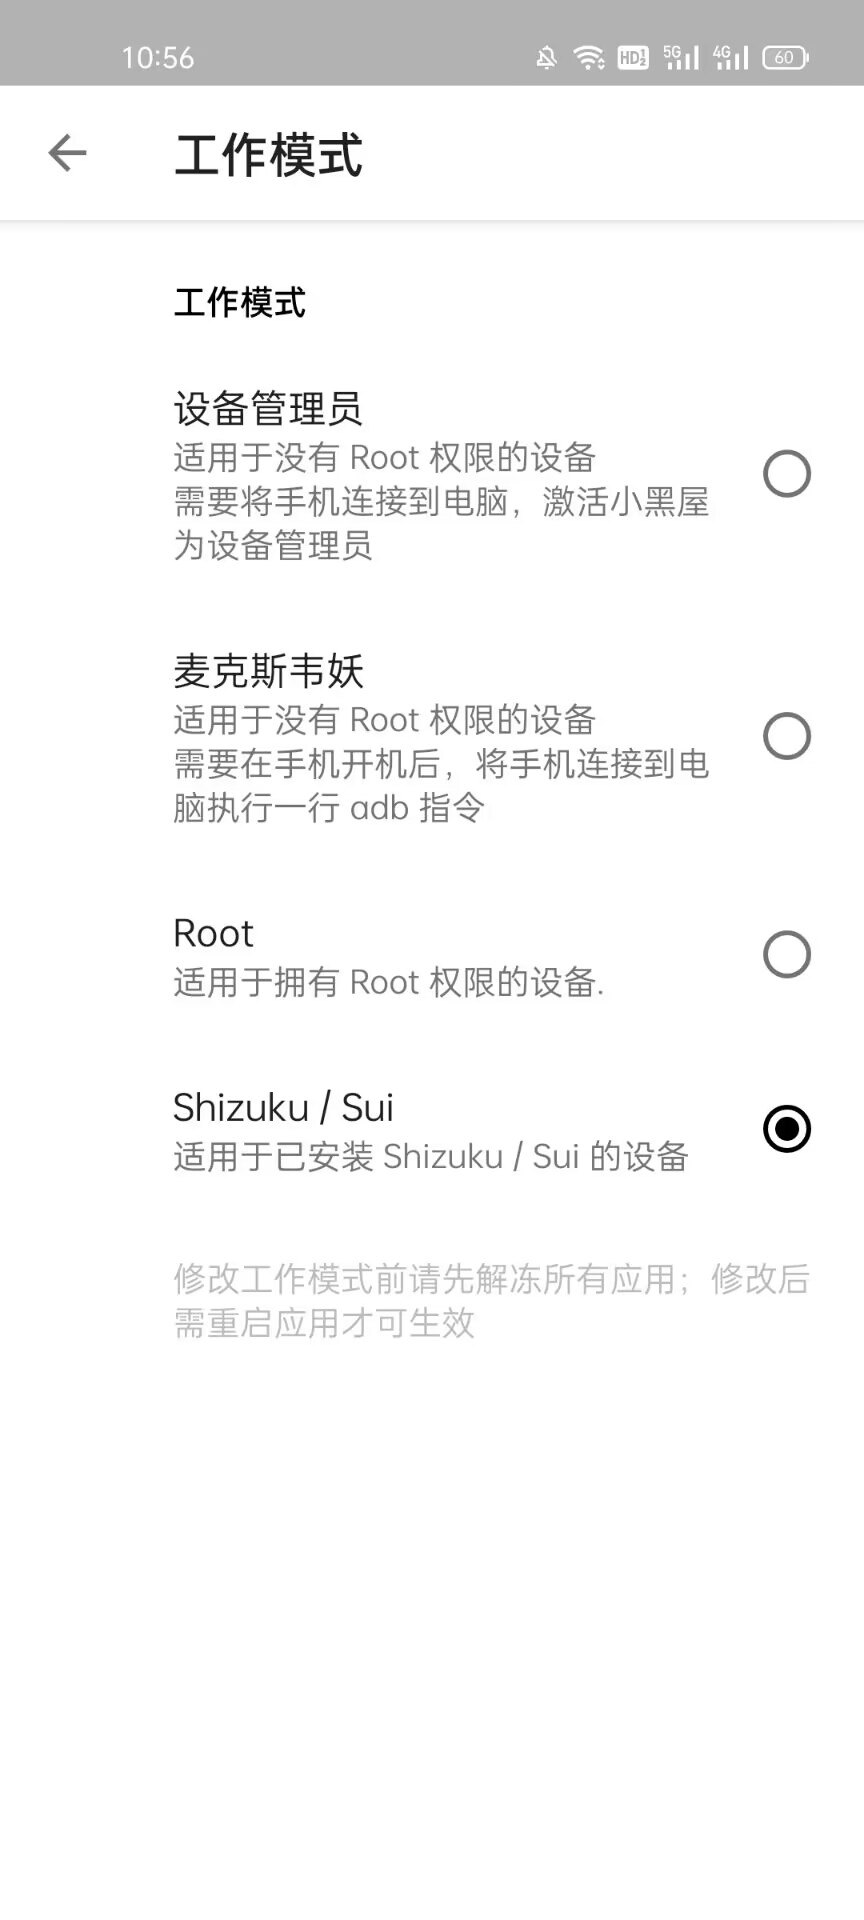 10:56
HD1 2 5G 4G 60
工作模式
工作模式
设备管理员
适用于没有 Root 权限的设备
需要将手机连接到电脑，激活小黑屋
为设备管理员
麦克斯韦妖
适用于没有 Root 权限的设备
需要在手机开机后，将手机连接到电
脑执行一行 adb 指令
Root
适用于拥有 Root 权限的设备.
Shizuku / Sui
适用于已安装 Shizuku / Sui 的设备
修改工作模式前请先解冻所有应用；修改后
需重启应用才可生效